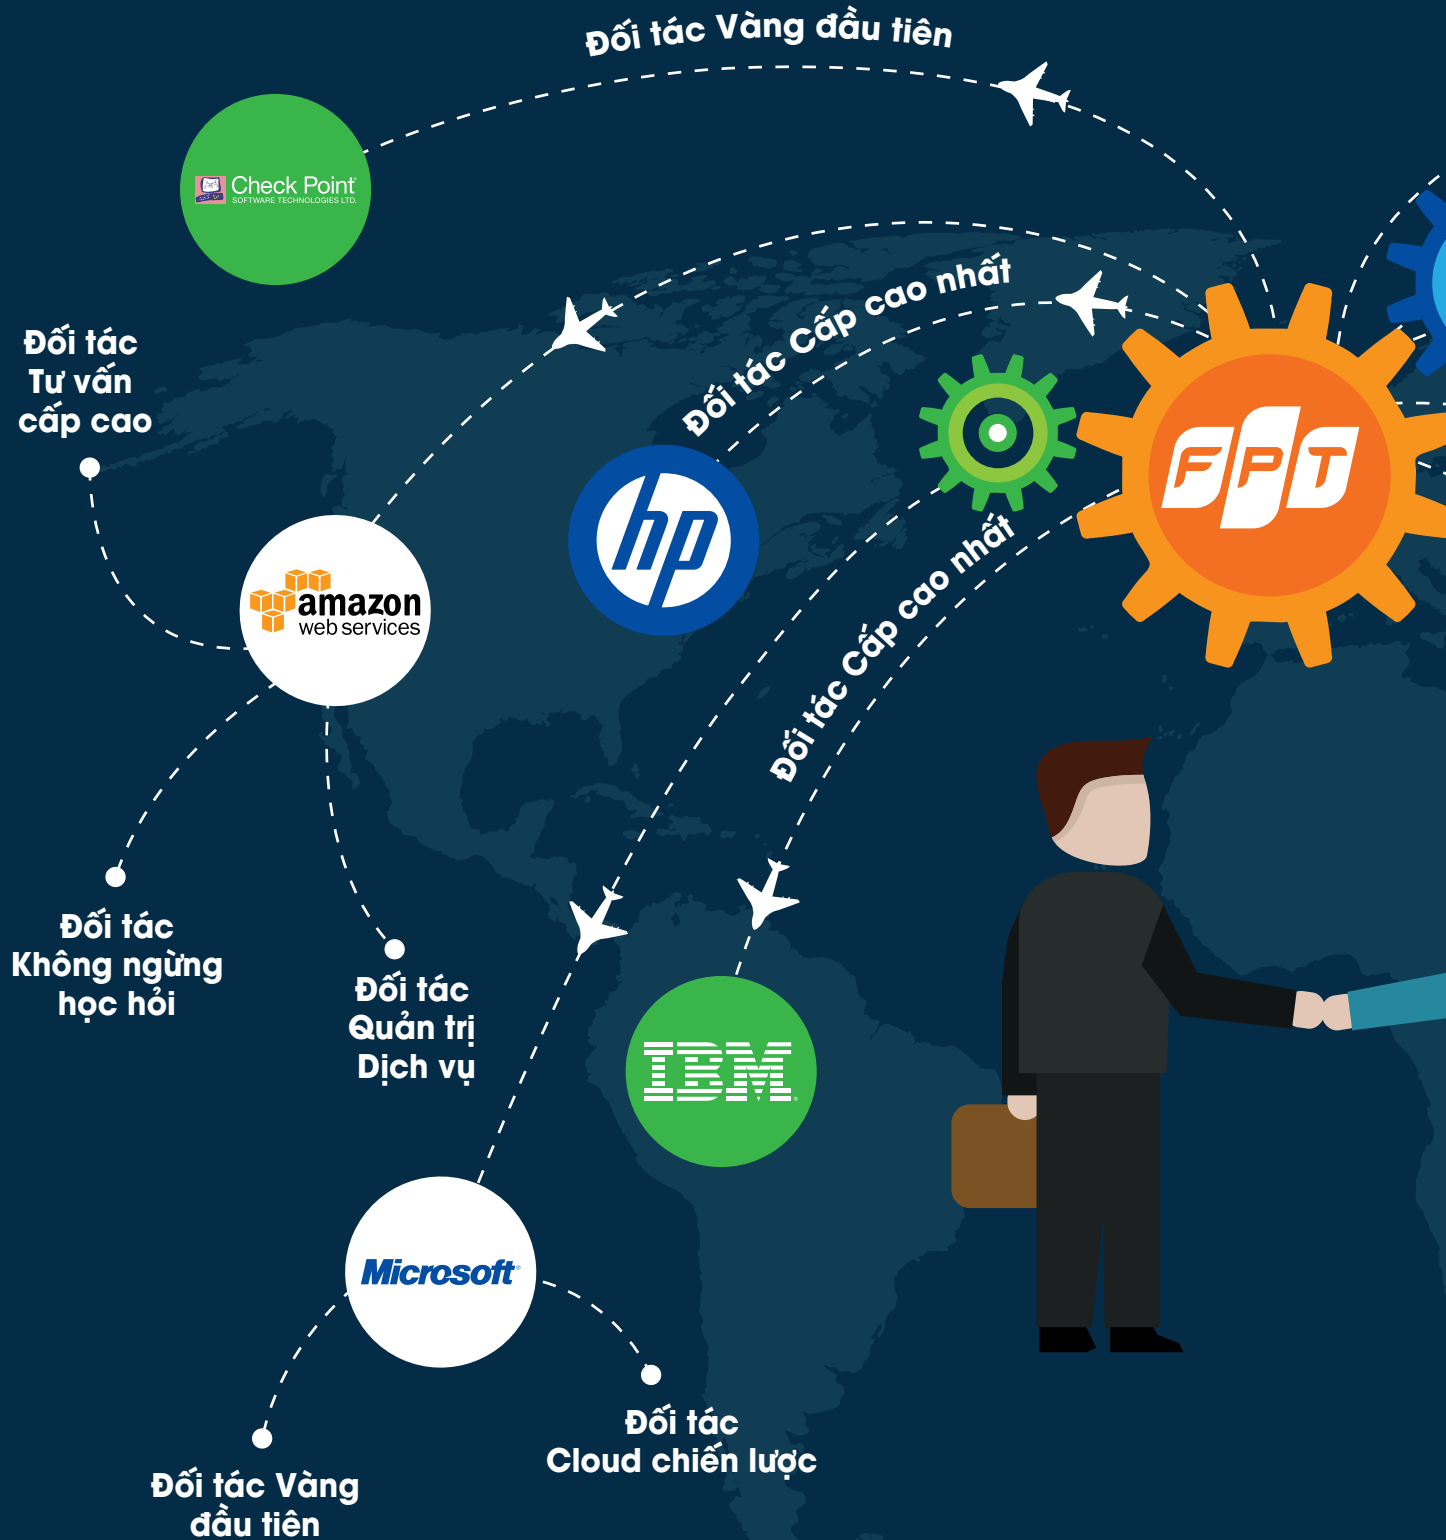 Đối tác Vàng đầu tiên
Check Point
SOFTWARE TECHNOLOGIES LTD.
Đối tác Cấp cao nhất
Đối tác
Tư vấn
cấp cao
FPT
hp
Đối tác Cấp cao nhất
amazon
web services
Đối tác
Không ngừng
học hỏi
Đối tác
Quản trị
Dịch vụ
IBM
Microsoft
Đối tác
Cloud chiến lược
Đối tác Vàng
đầu tiên